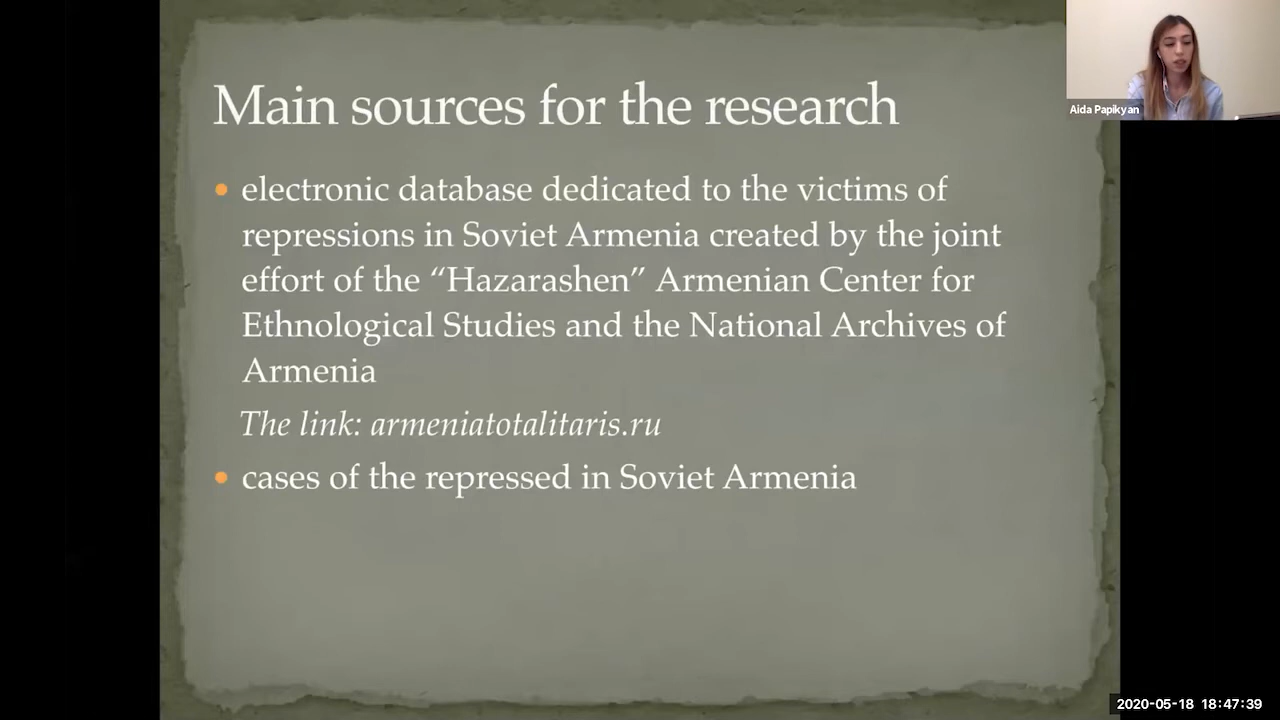 Main sources for the research
Aida Papikyan
• electronic database dedicated to the victims of
repressions in Soviet Armenia created by the joint
effort of the “Hazarashen” Armenian Center for
Ethnological Studies and the National Archives of
Armenia
The link: armeniatotalitaris.ru
• cases of the repressed in Soviet Armenia
2020-05-18 18:47:39